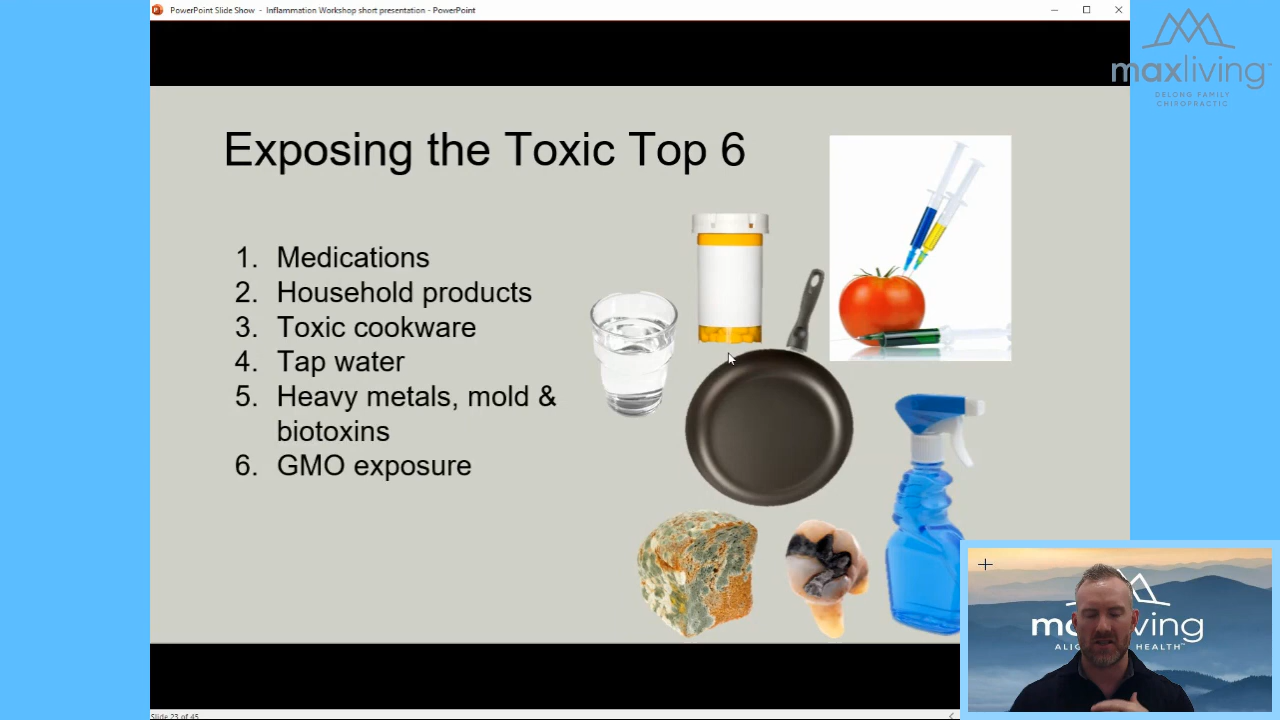 PowerPoint Slide Show - Inflammation Workshop short presentation - PowerPoint
maxliving™
DELONG FAMILY
CHIROPRACTIC
Exposing the Toxic Top 6
1. Medications
2. Household products
3. Toxic cookware
4. Tap water
5. Heavy metals, mold &
biotoxins
6. GMO exposure
Slide 23 of 45